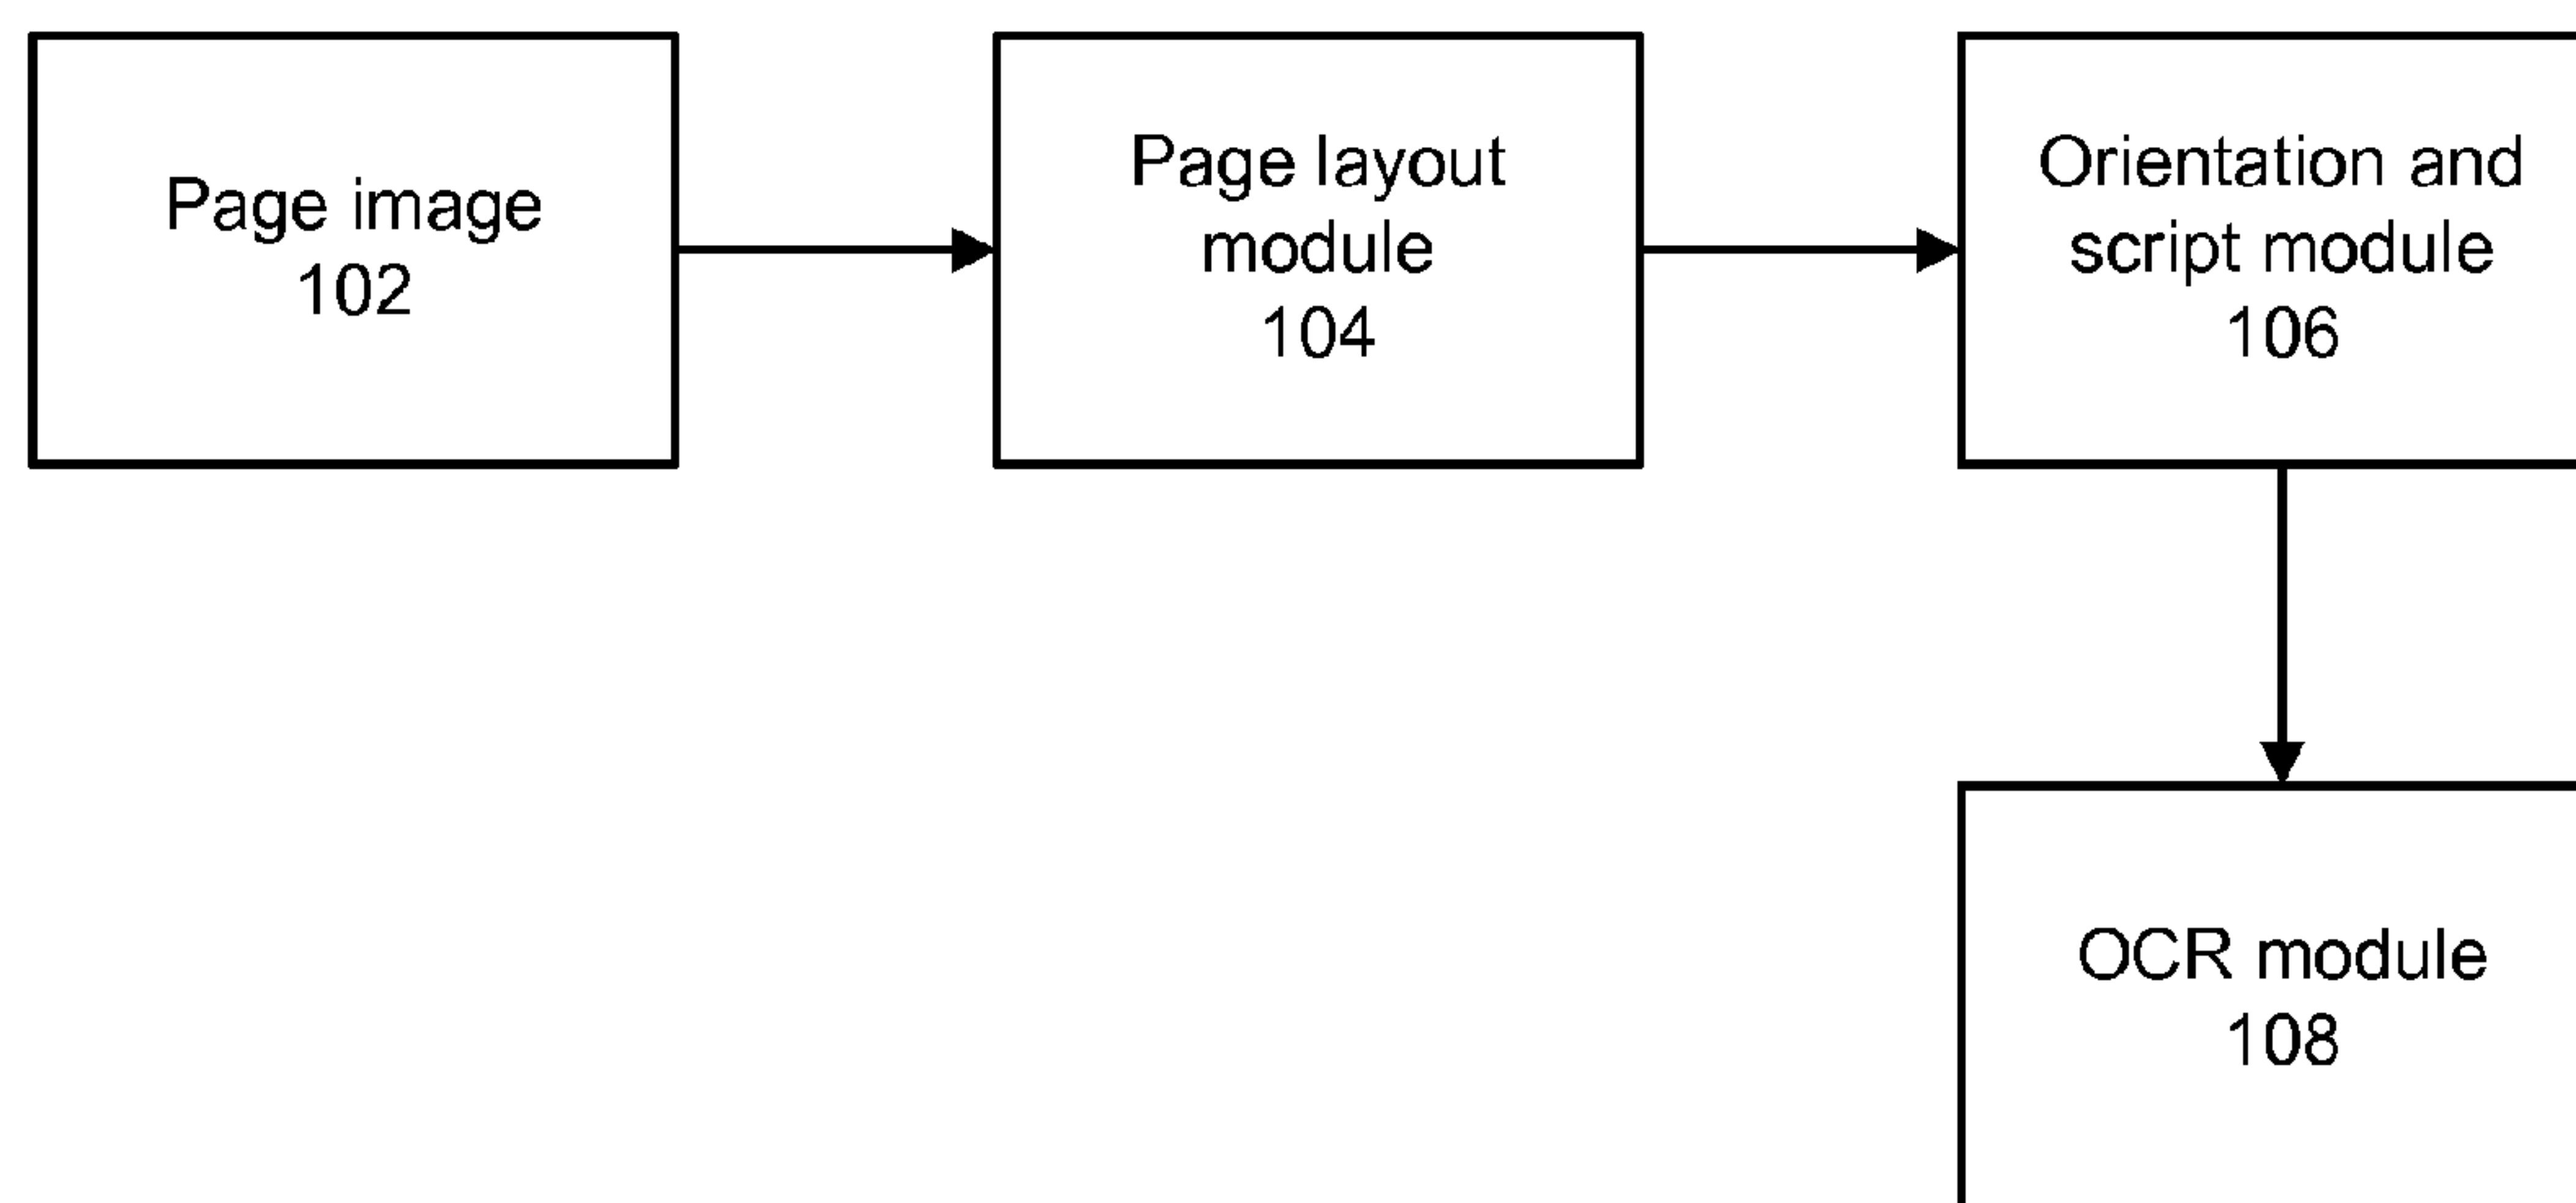 Page image
102
Page layout
module
104
Orientation and
script module
106
OCR module
108